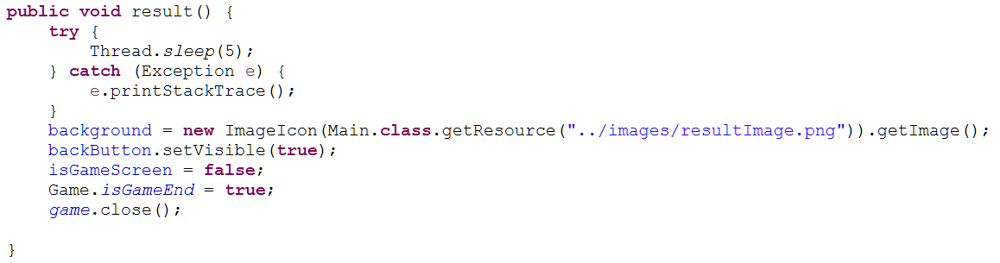 public void result() {
    try {
        Thread.sleep(5);
    } catch (Exception e) {
        e.printStackTrace();
    }
    background = new ImageIcon(Main.class.getResource("../images/resultImage.png")).getImage();
    backButton.setVisible(true);
    isGameScreen = false;
    Game.isGameEnd = true;
    game.close();

}